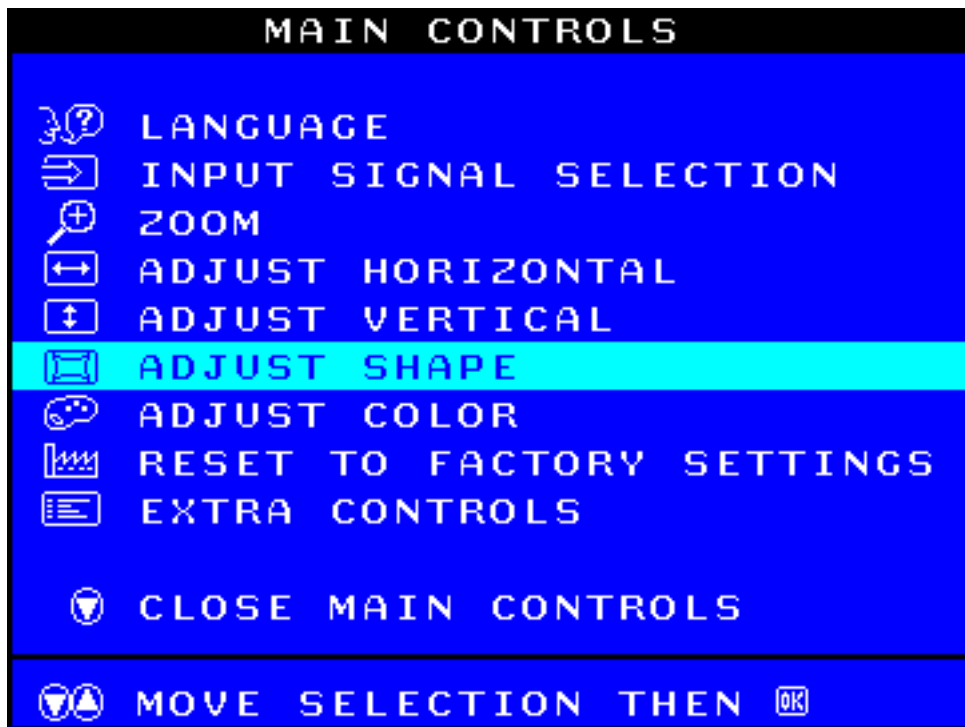 MAIN CONTROLS
LANGUAGE
INPUT SIGNAL SELECTION
ZOOM
ADJUST HORIZONTAL
ADJUST VERTICAL
ADJUST SHAPE
ADJUST COLOR
RESET TO FACTORY SETTINGS
EXTRA CONTROLS
CLOSE MAIN CONTROLS
MOVE SELECTION THEN OK